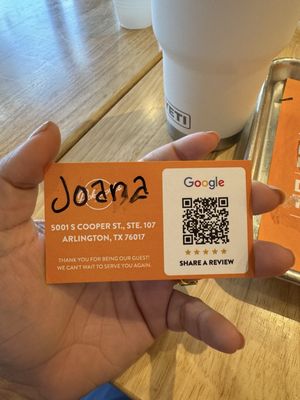 YETI
Joana
5001 S COOPER ST., STE. 107
ARLINGTON, TX 76017
THANK YOU FOR BEING OUR GUEST!
WE CAN'T WAIT TO SERVE YOU AGAIN.
Google
SHARE A REVIEW